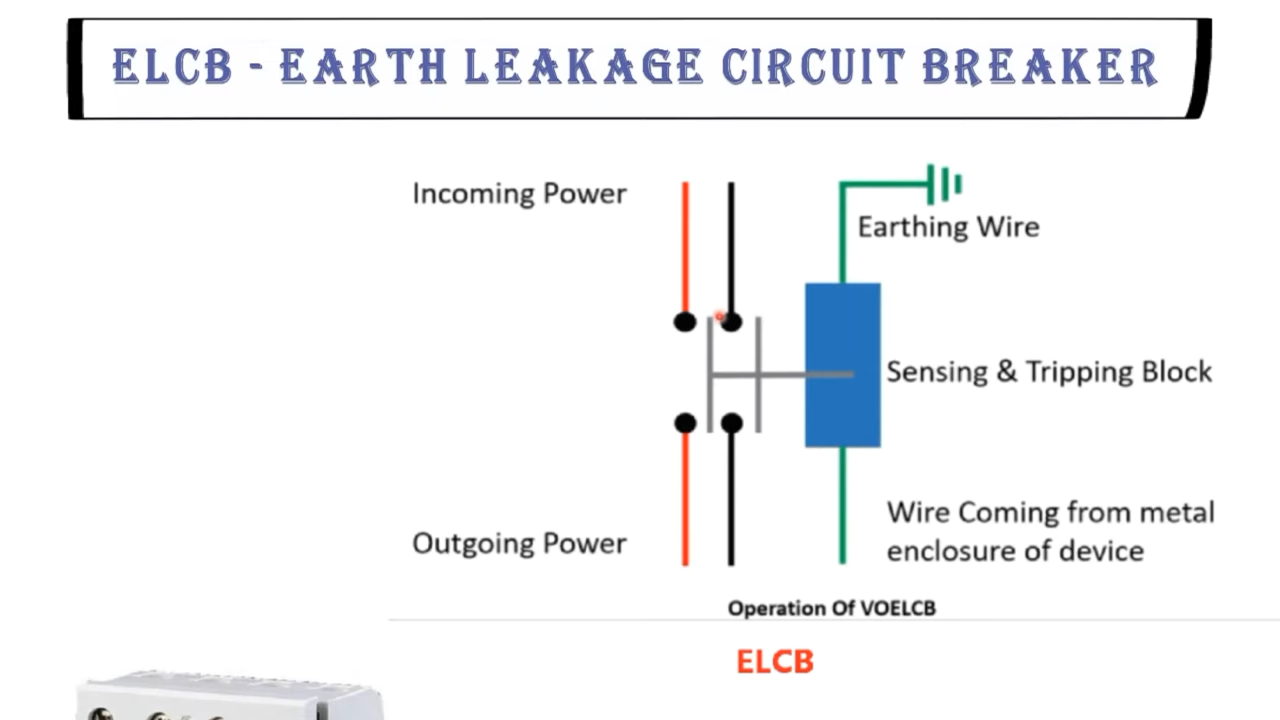 ELCB - EARTH LEAKAGE CIRCUIT BREAKER
Incoming Power
Earthing Wire
Sensing & Tripping Block
Wire Coming from metal
enclosure of device
Outgoing Power
Operation Of VOELCB
ELCB